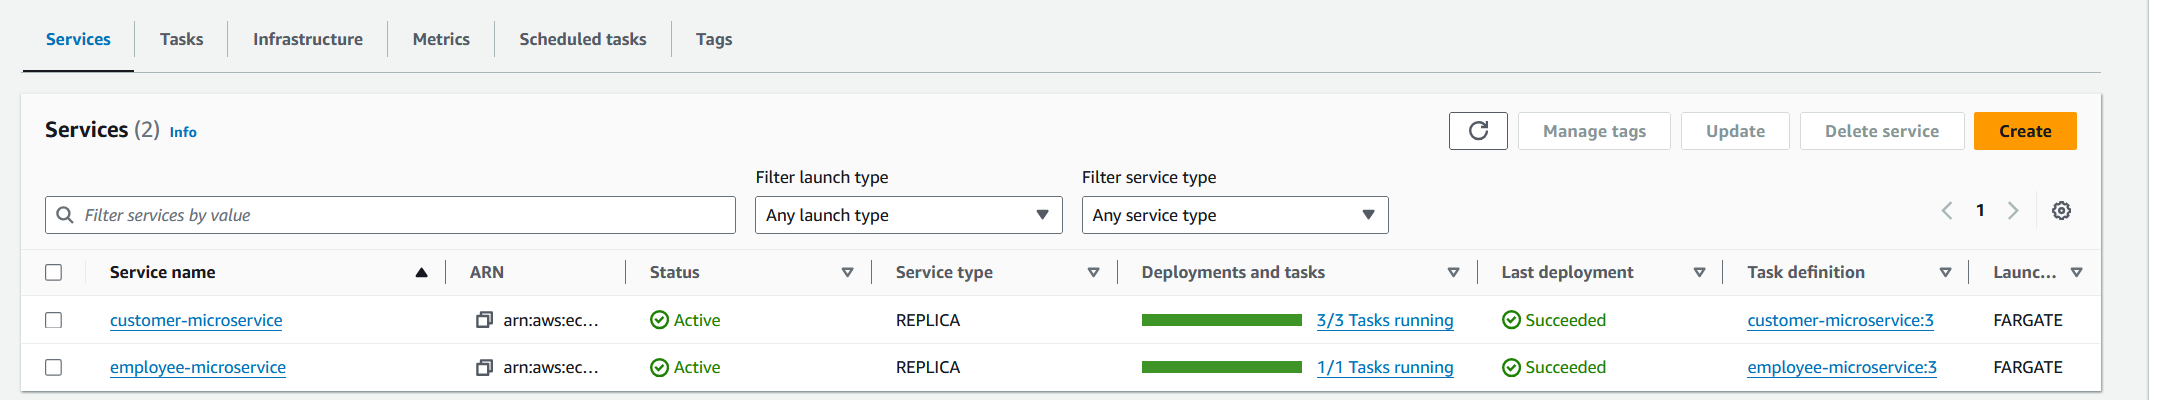 Services Tasks Infrastructure Metrics Scheduled tasks Tags
Services (2) Info Manage tags Update Delete service Create
Filter launch type Filter service type
Filter services by value Any launch type Any service type 1
Service name ARN Status Service type Deployments and tasks Last deployment Task definition Launc...
customer-microservice arn:aws:ec... Active REPLICA 3/3 Tasks running Succeeded customer-microservice:3 FARGATE
employee-microservice arn:aws:ec... Active REPLICA 1/1 Tasks running Succeeded employee-microservice:3 FARGATE